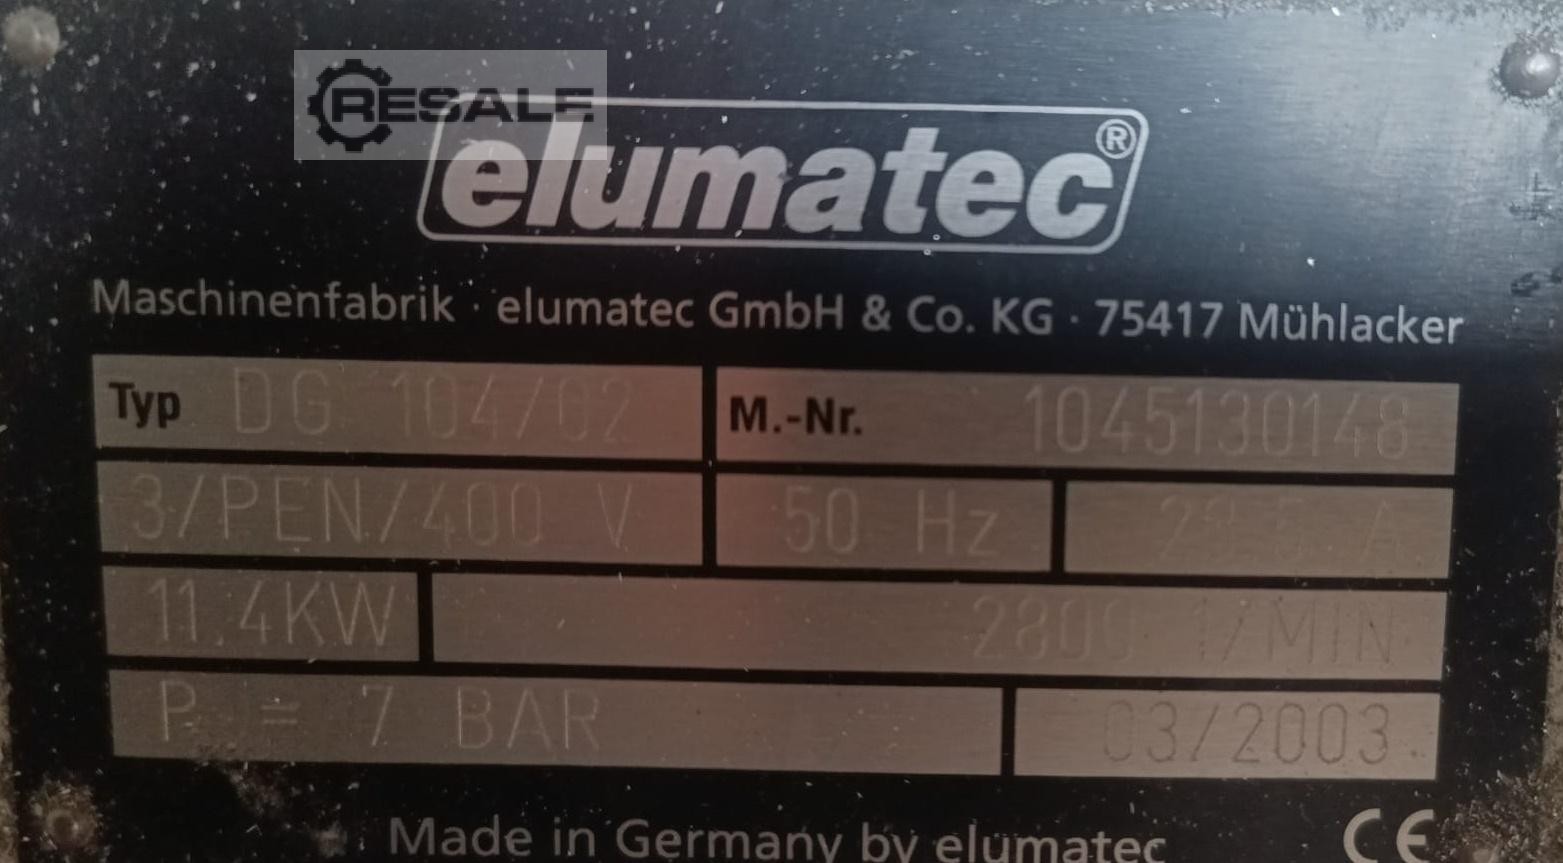 RESALE
elumatec®
Maschinenfabrik · elumatec GmbH & Co. KG · 75417 Mühlacker
Typ DG 104/02 M.-Nr. 1045130148
3/PEN/400 V 50 Hz A
11.4KW 2800 1/MIN
P = 7 BAR 03/2003
Made in Germany by elumatec CE